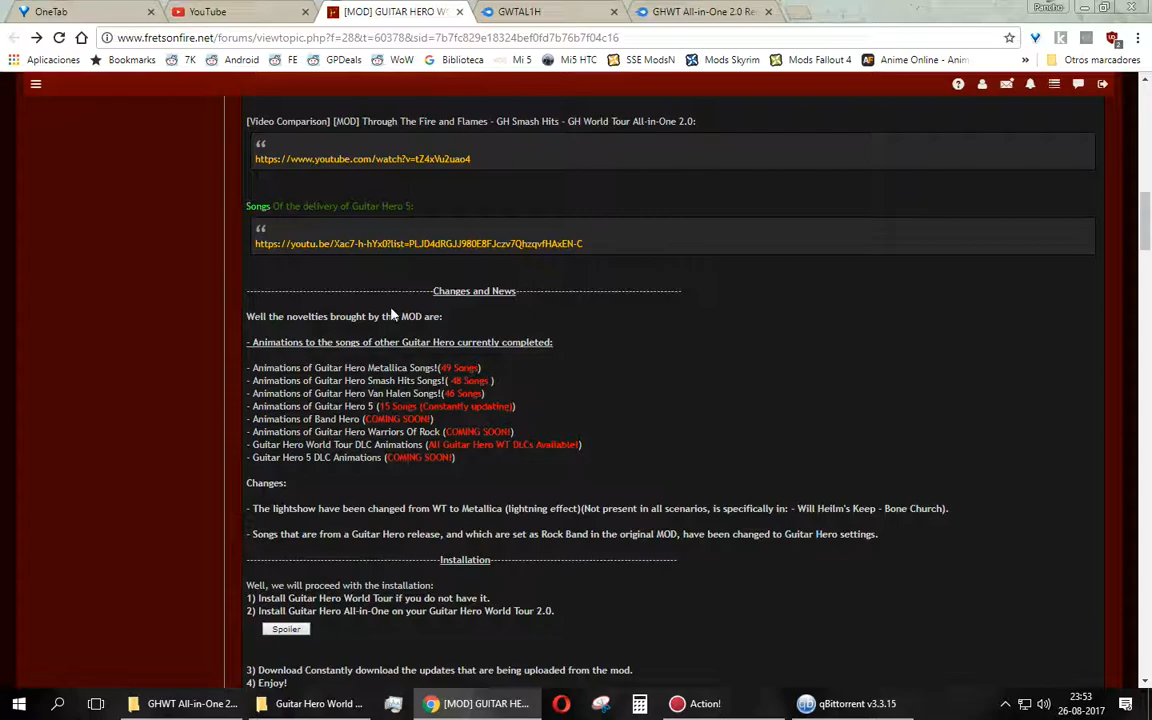 OneTab
YouTube
[MOD] GUITAR HERO W
GWTAL1H
GHWT All-in-One 2.0 Re
Pancho
www.fretsonfire.net/forums/viewtopic.php?f=28&t=60378&sid=7b7fc829e18324bef0fd7b76b7f04c16
Aplicaciones
Bookmarks
7K
Android
FE
GPDeals
WoW
Biblioteca
Mi 5
Mi5 HTC
SSE ModsN
Mods Skyrim
Mods Fallout 4
Anime Online - Anim
»
Otros marcadores
[Video Comparison] [MOD] Through The Fire and Flames - GH Smash Hits - GH World Tour All-in-One 2.0:
https://www.youtube.com/watch?v=tZ4xVu2uao4
Songs Of the delivery of Guitar Hero 5:
https://youtu.be/Xac7-h-hYx0?list=PLJD4dRGJJ980E8FJczv7QhzqvfHAxEN-C
Changes and News
Well the novelties brought by the MOD are:
- Animations to the songs of other Guitar Hero currently completed:
- Animations of Guitar Hero Metallica Songs!(49 Songs)
- Animations of Guitar Hero Smash Hits Songs!( 48 Songs )
- Animations of Guitar Hero Van Halen Songs!(46 Songs)
- Animations of Guitar Hero 5 (15 Songs (Constantly updating))
- Animations of Band Hero (COMING SOON!)
- Animations of Guitar Hero Warriors Of Rock (COMING SOON!)
- Guitar Hero World Tour DLC Animations (All Guitar Hero WT DLCs Available!)
- Guitar Hero 5 DLC Animations (COMING SOON!)
Changes:
- The lightshow have been changed from WT to Metallica (lightning effect)(Not present in all scenarios, is specifically in: - Will Heilm's Keep - Bone Church).
- Songs that are from a Guitar Hero release, and which are set as Rock Band in the original MOD, have been changed to Guitar Hero settings.
Installation
Well, we will proceed with the installation:
1) Install Guitar Hero World Tour if you do not have it.
2) Install Guitar Hero All-in-One on your Guitar Hero World Tour 2.0.
Spoiler
3) Download Constantly download the updates that are being uploaded from the mod.
4) Enjoy!
GHWT All-in-One 2...
Guitar Hero World ...
[MOD] GUITAR HE...
Action!
qBittorrent v3.3.15
23:53
26-08-2017